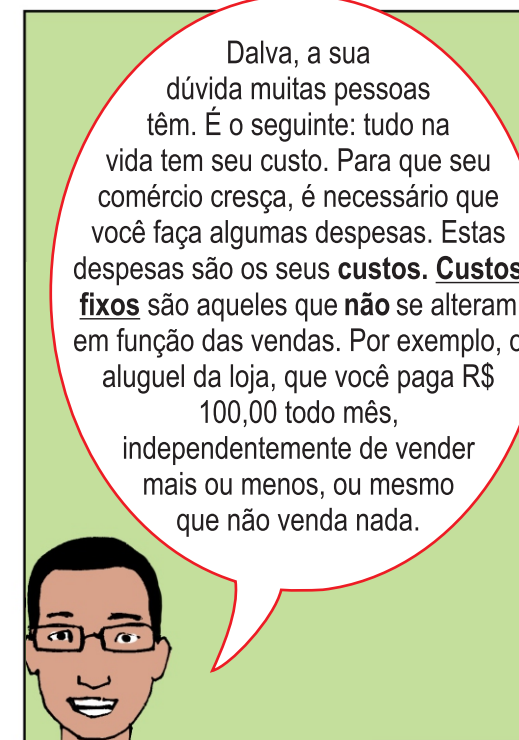 Dalva, a sua
dúvida muitas pessoas
têm. É o seguinte: tudo na
vida tem seu custo. Para que seu
comércio cresça, é necessário que
você faça algumas despesas. Estas
despesas são os seus custos. Custos
fixos são aqueles que não se alteram
em função das vendas. Por exemplo, o
aluguel da loja, que você paga R$
100,00 todo mês,
independentemente de vender
mais ou menos, ou mesmo
que não venda nada.